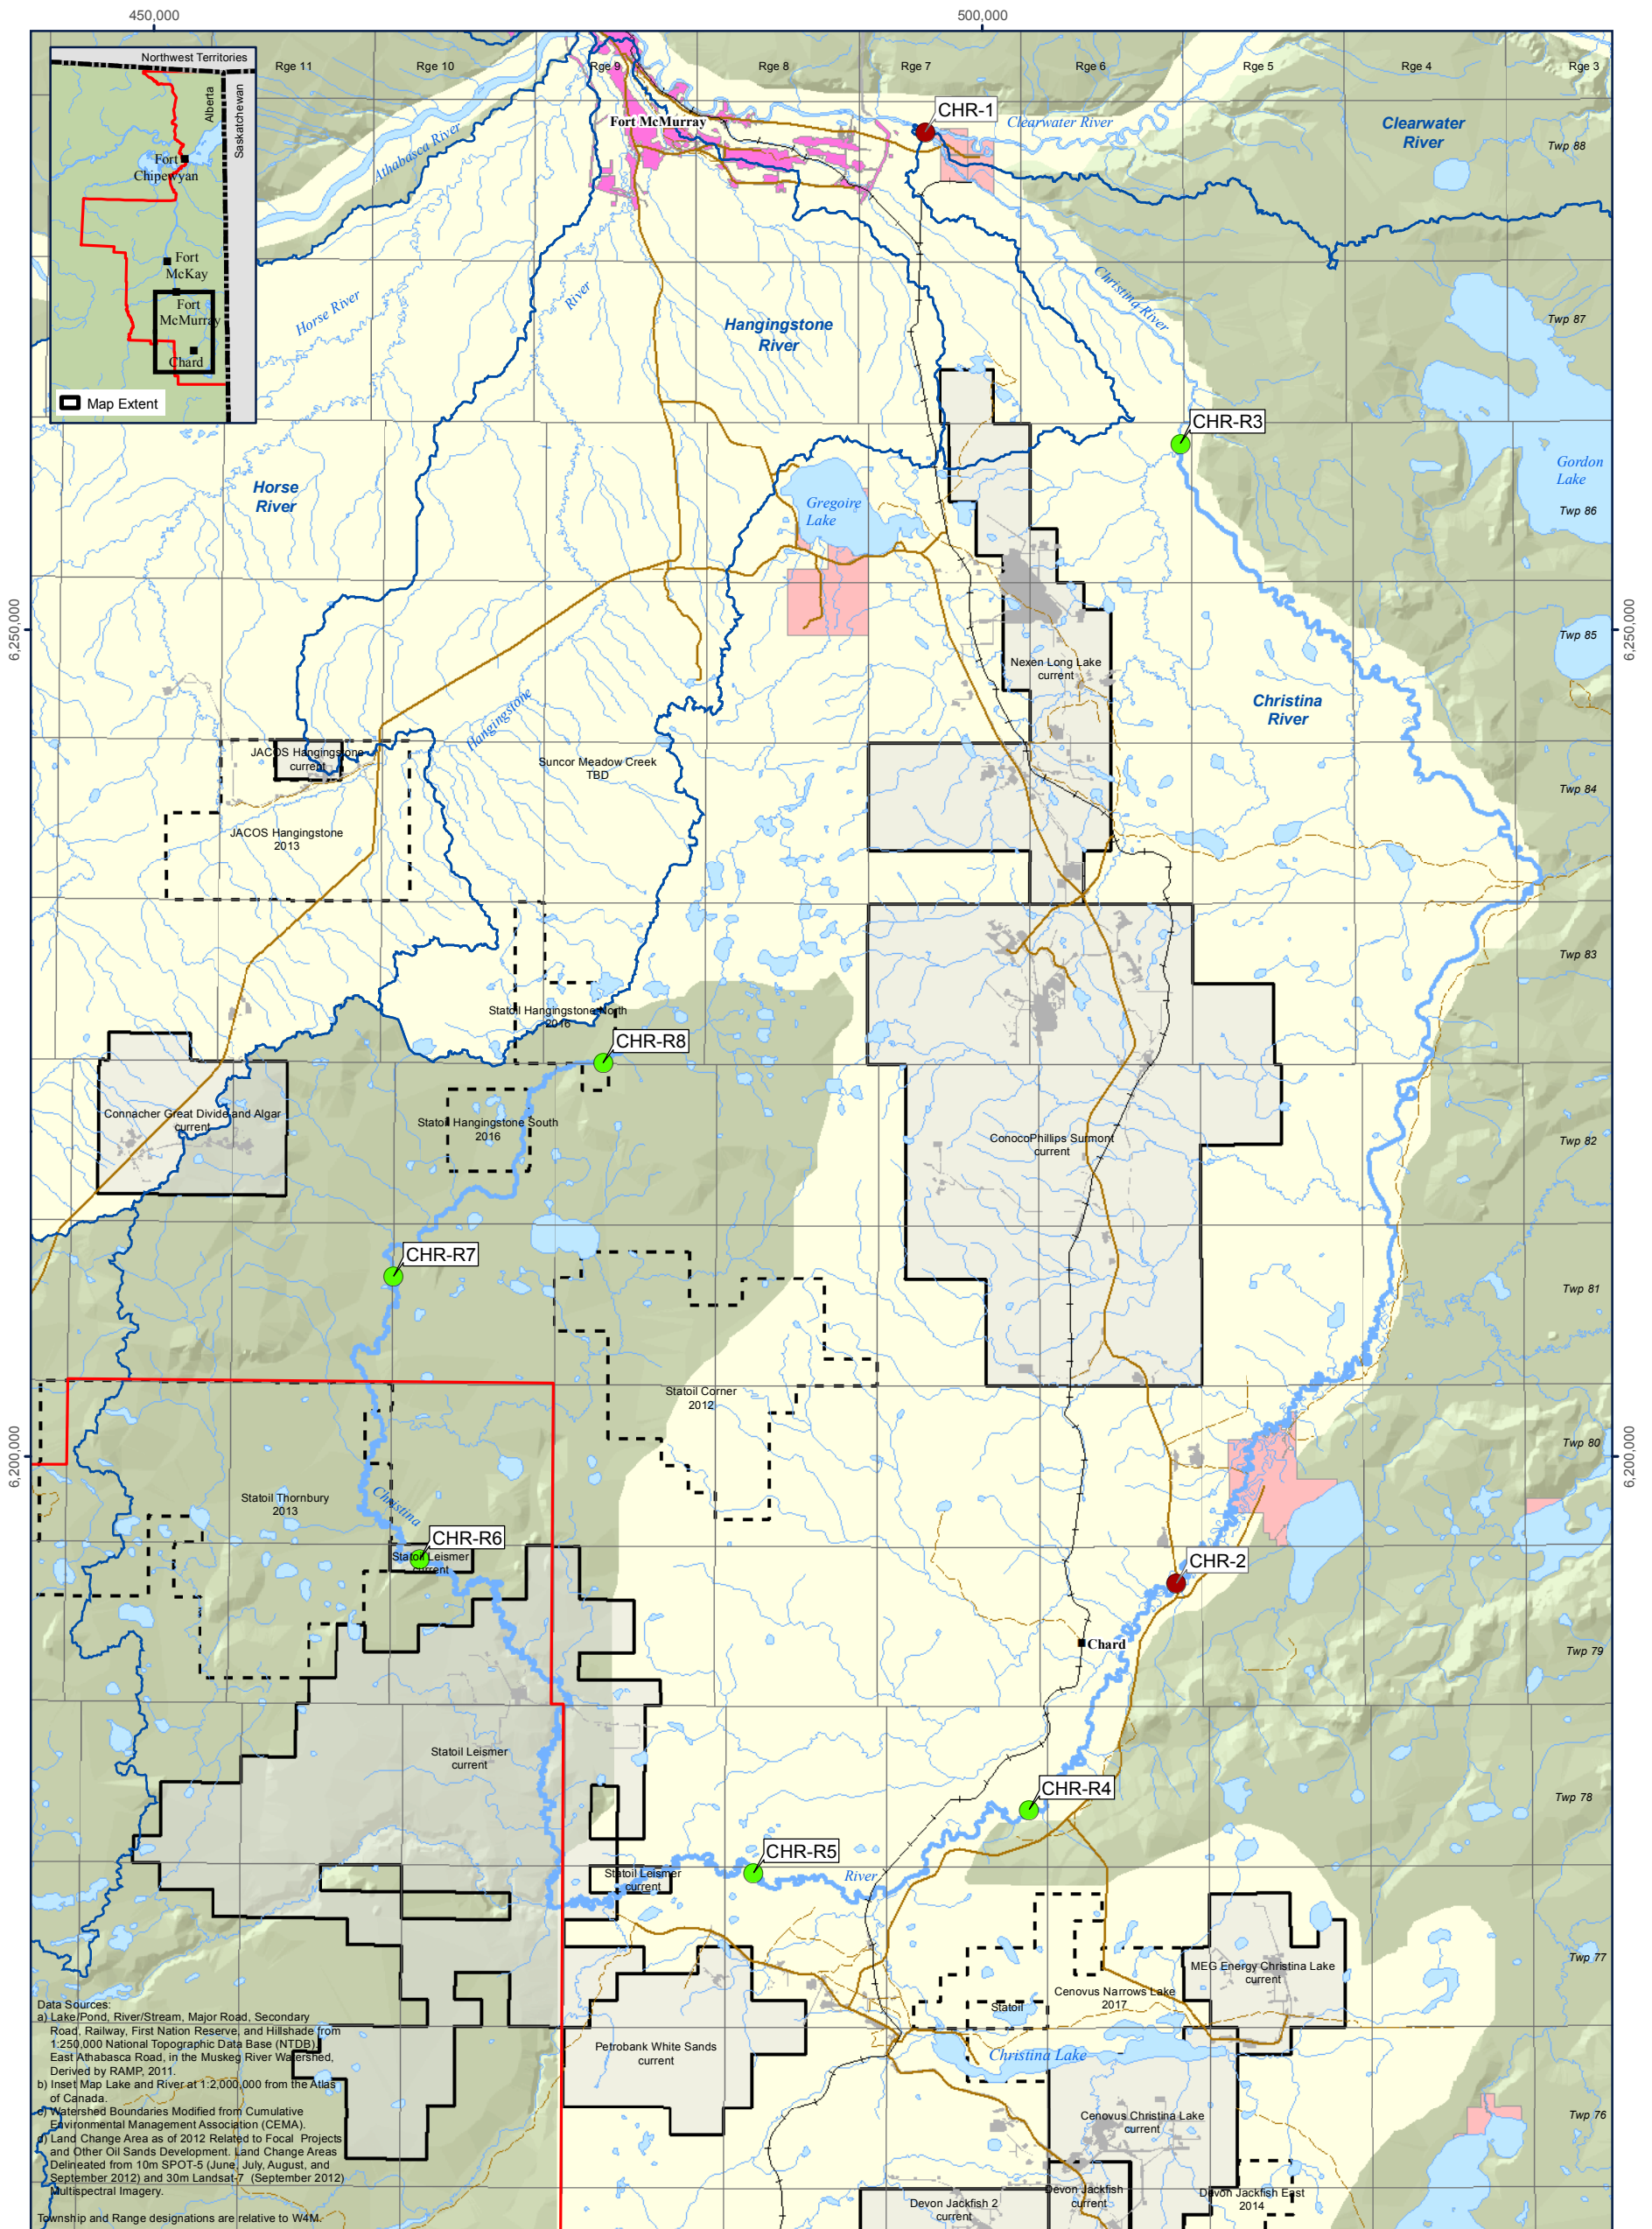 450,000
500,000
Northwest Territories
Alberta
Saskatchewan
Fort
Chipewyan
Fort
McKay
Fort
McMurray
Chard
Map Extent
Rge 11
Rge 10
Rge 9
Rge 8
Rge 7
Rge 6
Rge 5
Rge 4
Rge 3
Fort McMurray
CHR-1
Clearwater River
Clearwater
River
Twp 88
Athabasca River
Horse River
River
Hangingstone
River
Christina River
Twp 87
CHR-R3
Horse
River
Gregoire
Lake
Gordon
Lake
Twp 86
6,250,000
6,250,000
Twp 85
Nexen Long Lake
current
Christina
River
Hangingstone
JACOS Hangingstone
current
Suncor Meadow Creek
TBD
Twp 84
JACOS Hangingstone
2013
Twp 83
Statoil Hangingstone North
2016
CHR-R8
Connacher Great Divide and Algar
current
Statoil Hangingstone South
2016
ConocoPhillips Surmont
current
Twp 82
CHR-R7
Twp 81
Statoil Corner
2012
Twp 80
6,200,000
6,200,000
Statoil Thornbury
2013
Christina
CHR-R6
Statoil Leismer
current
CHR-2
Chard
Twp 79
Statoil Leismer
current
CHR-R4
Twp 78
CHR-R5
Statoil Leismer
current
River
Twp 77
MEG Energy Christina Lake
current
Cenovus Narrows Lake
2017
Statoil
Petrobank White Sands
current
Christina Lake
Cenovus Christina Lake
current
Twp 76
Devon Jackfish 2
current
Devon Jackfish
current
Devon Jackfish East
2014
Data Sources:
a) Lake/Pond, River/Stream, Major Road, Secondary
Road, Railway, First Nation Reserve, and Hillshade from
1:250,000 National Topographic Data Base (NTDB).
East Athabasca Road, in the Muskeg River Watershed,
Derived by RAMP, 2011.
b) Inset Map Lake and River at 1:2,000,000 from the Atlas
of Canada.
c) Watershed Boundaries Modified from Cumulative
Environmental Management Association (CEMA).
d) Land Change Area as of 2012 Related to Focal Projects
and Other Oil Sands Development. Land Change Areas
Delineated from 10m SPOT-5 (June, July, August, and
September 2012) and 30m Landsat-7 (September 2012)
Multispectral Imagery.
Township and Range designations are relative to W4M.